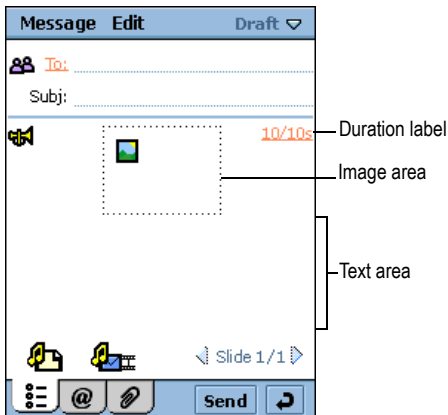 Message Edit Draft
To:
Subj:
10/10s
Duration label
Image area
Text area
Slide 1/1
@ Send